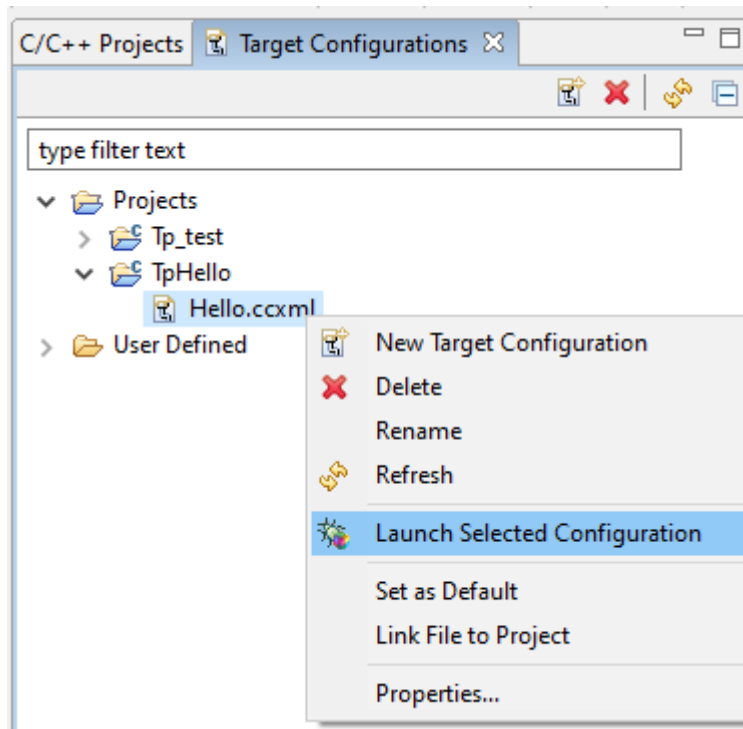 C/C++ Projects Target Configurations
type filter text
Projects
Tp_test
TpHello
Hello.ccxml
User Defined
New Target Configuration
Delete
Rename
Refresh
Launch Selected Configuration
Set as Default
Link File to Project
Properties...